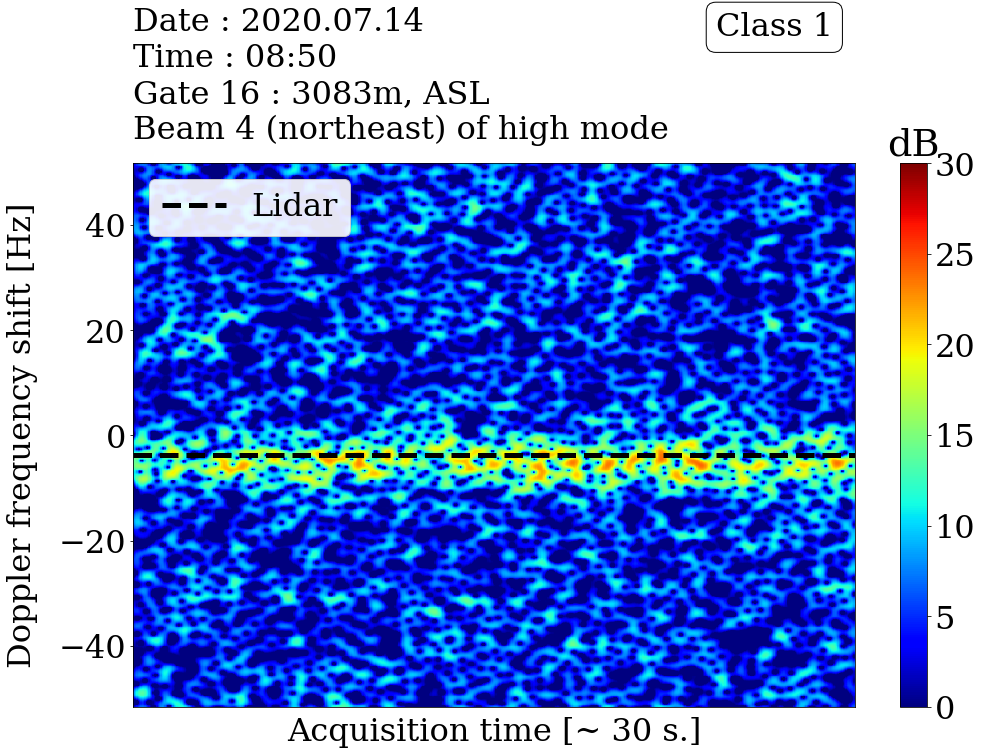 Date : 2020.07.14
Time : 08:50
Gate 16 : 3083m, ASL
Beam 4 (northeast) of high mode
Class 1
dB
Lidar
Doppler frequency shift [Hz]
40
20
0
−20
−40
Acquisition time [~ 30 s.]
30
25
20
15
10
5
0